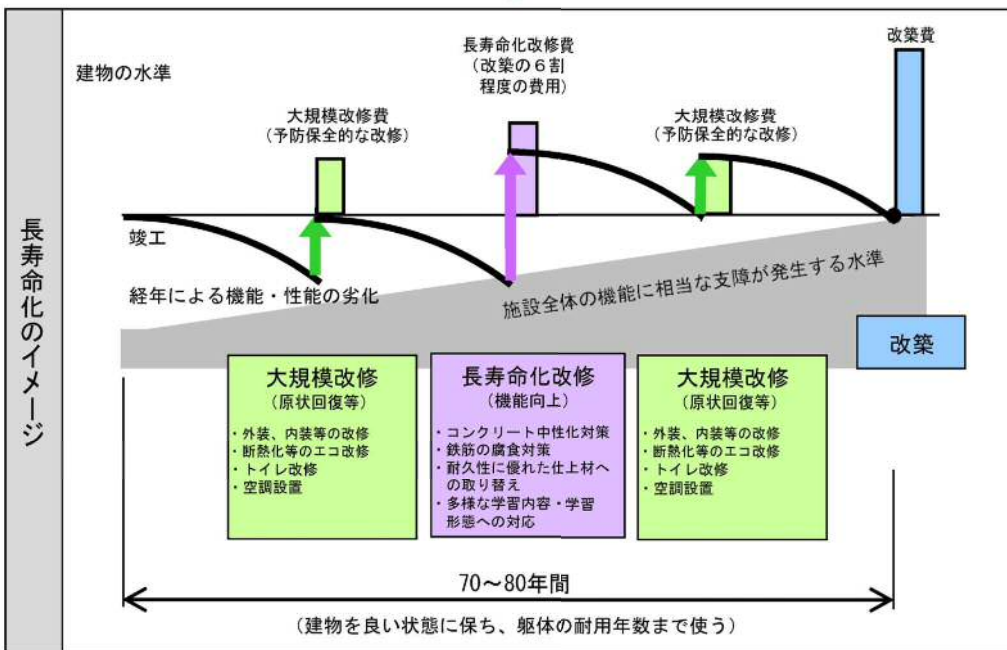 長寿命化のイメージ
建物の水準
大規模改修費
(予防保全的な改修)
長寿命化改修費
(改築の6割
程度の費用)
大規模改修費
(予防保全的な改修)
改築費
竣工
経年による機能・性能の劣化
施設全体の機能に相当な支障が発生する水準
改築
大規模改修
(原状回復等)
・外装、内装等の改修
・断熱化等のエコ改修
・トイレ改修
・空調設置
長寿命化改修
(機能向上)
・コンクリート中性化対策
・鉄筋の腐食対策
・耐久性に優れた仕上材へ
の取り替え
・多様な学習内容・学習
形態への対応
大規模改修
(原状回復等)
・外装、内装等の改修
・断熱化等のエコ改修
・トイレ改修
・空調設置
70～80年間
(建物を良い状態に保ち、躯体の耐用年数まで使う)